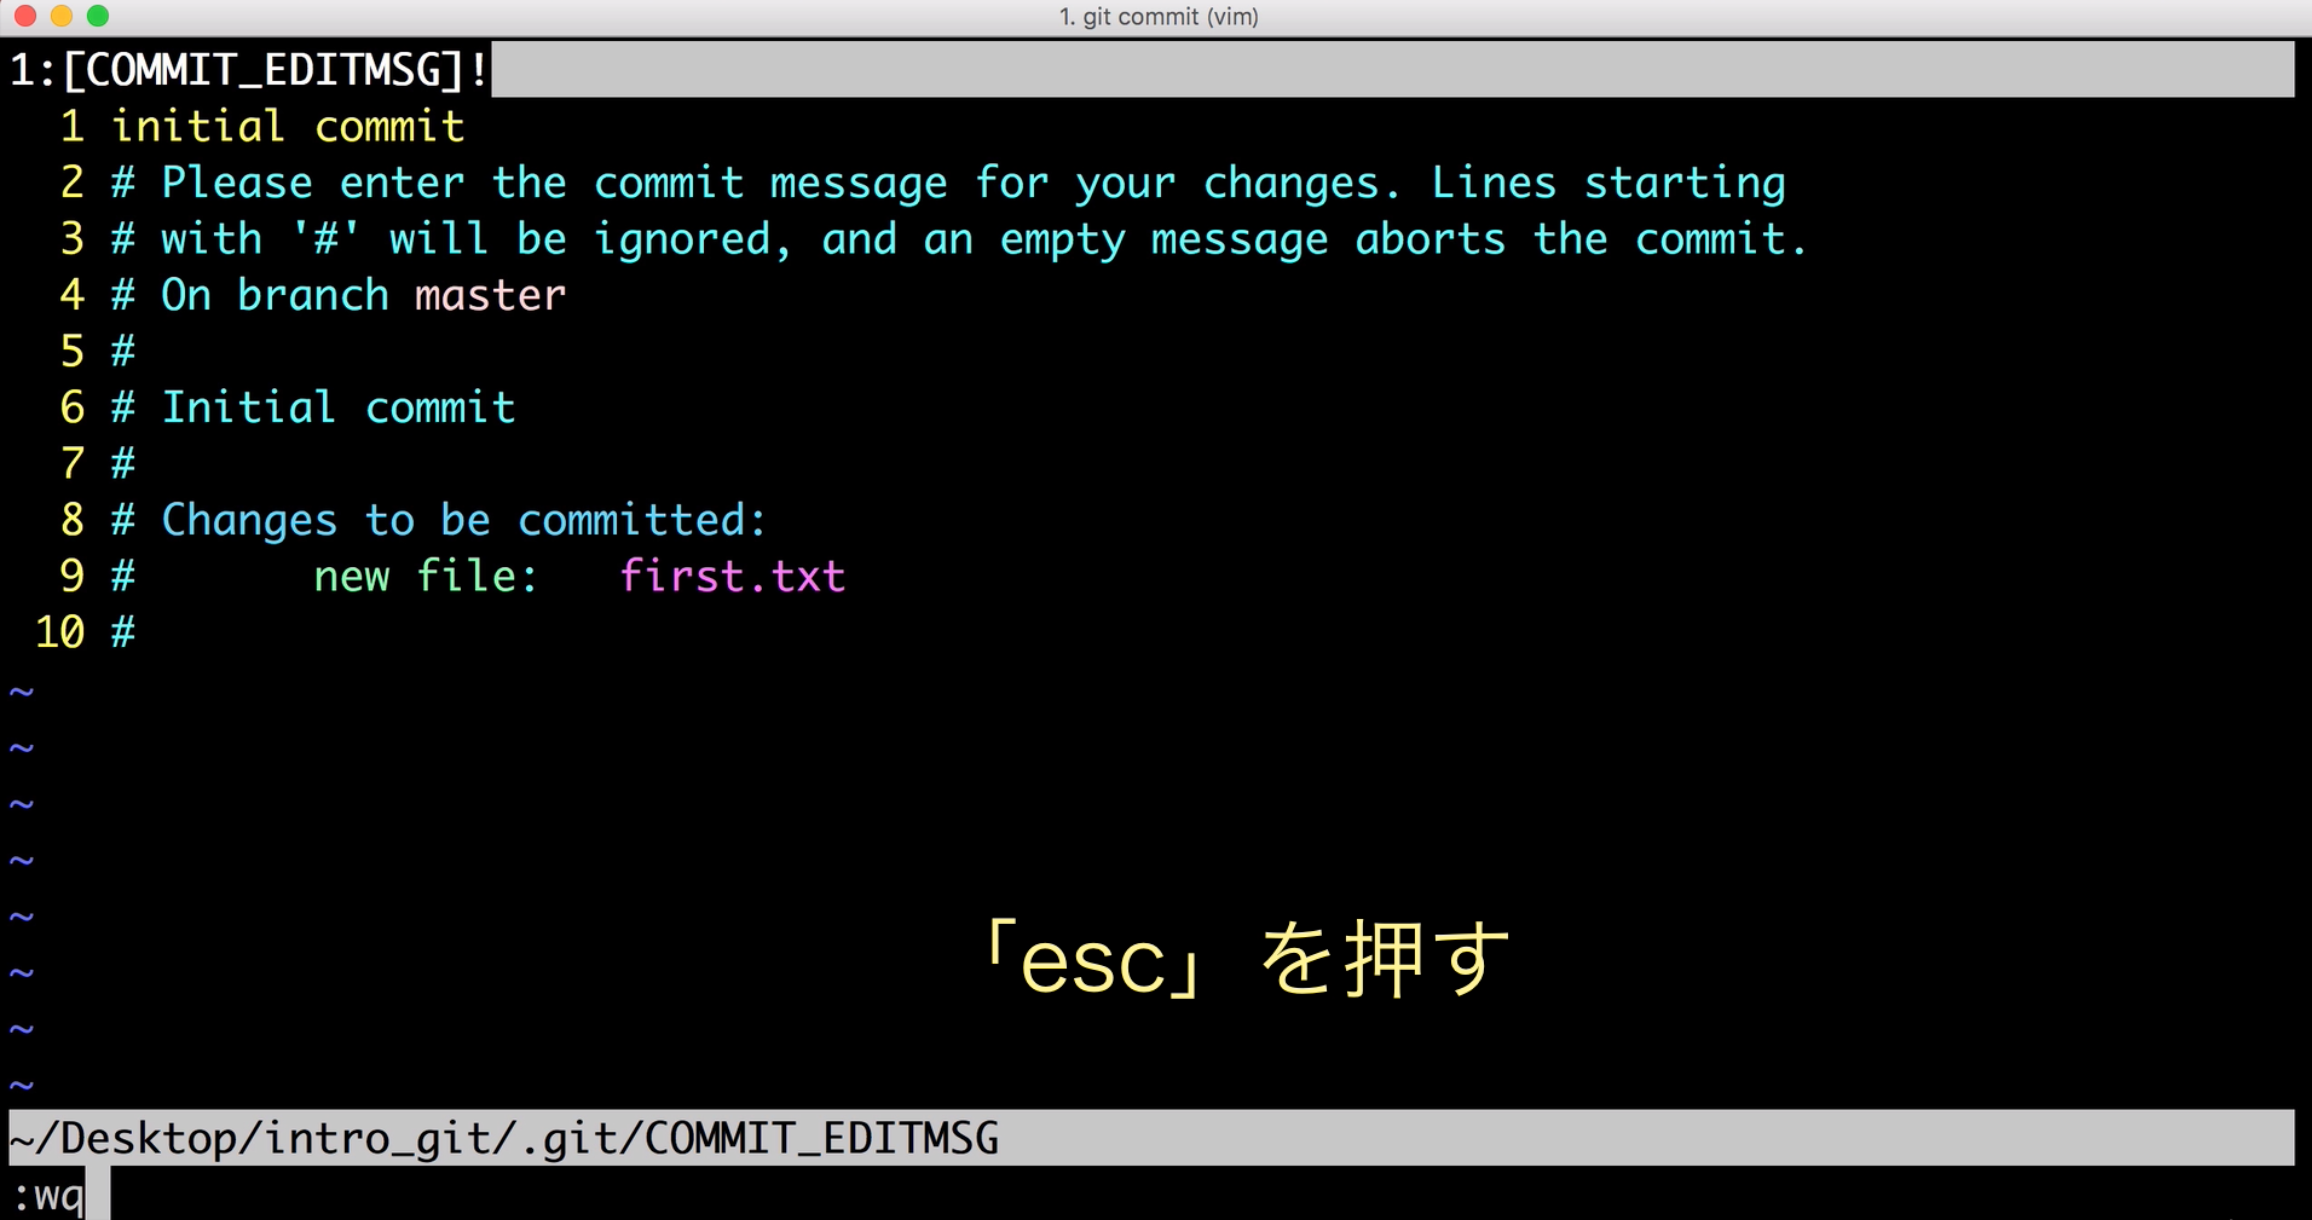 1. git commit (vim)
1:[COMMIT_EDITMSG]!
1 initial commit
2 # Please enter the commit message for your changes. Lines starting
3 # with '#' will be ignored, and an empty message aborts the commit.
4 # On branch master
5 #
6 # Initial commit
7 #
8 # Changes to be committed:
9 #       new file:   first.txt
10 #
~
~
~
~
~
「esc」を押す
~
~
~
~/Desktop/intro_git/.git/COMMIT_EDITMSG
:wq